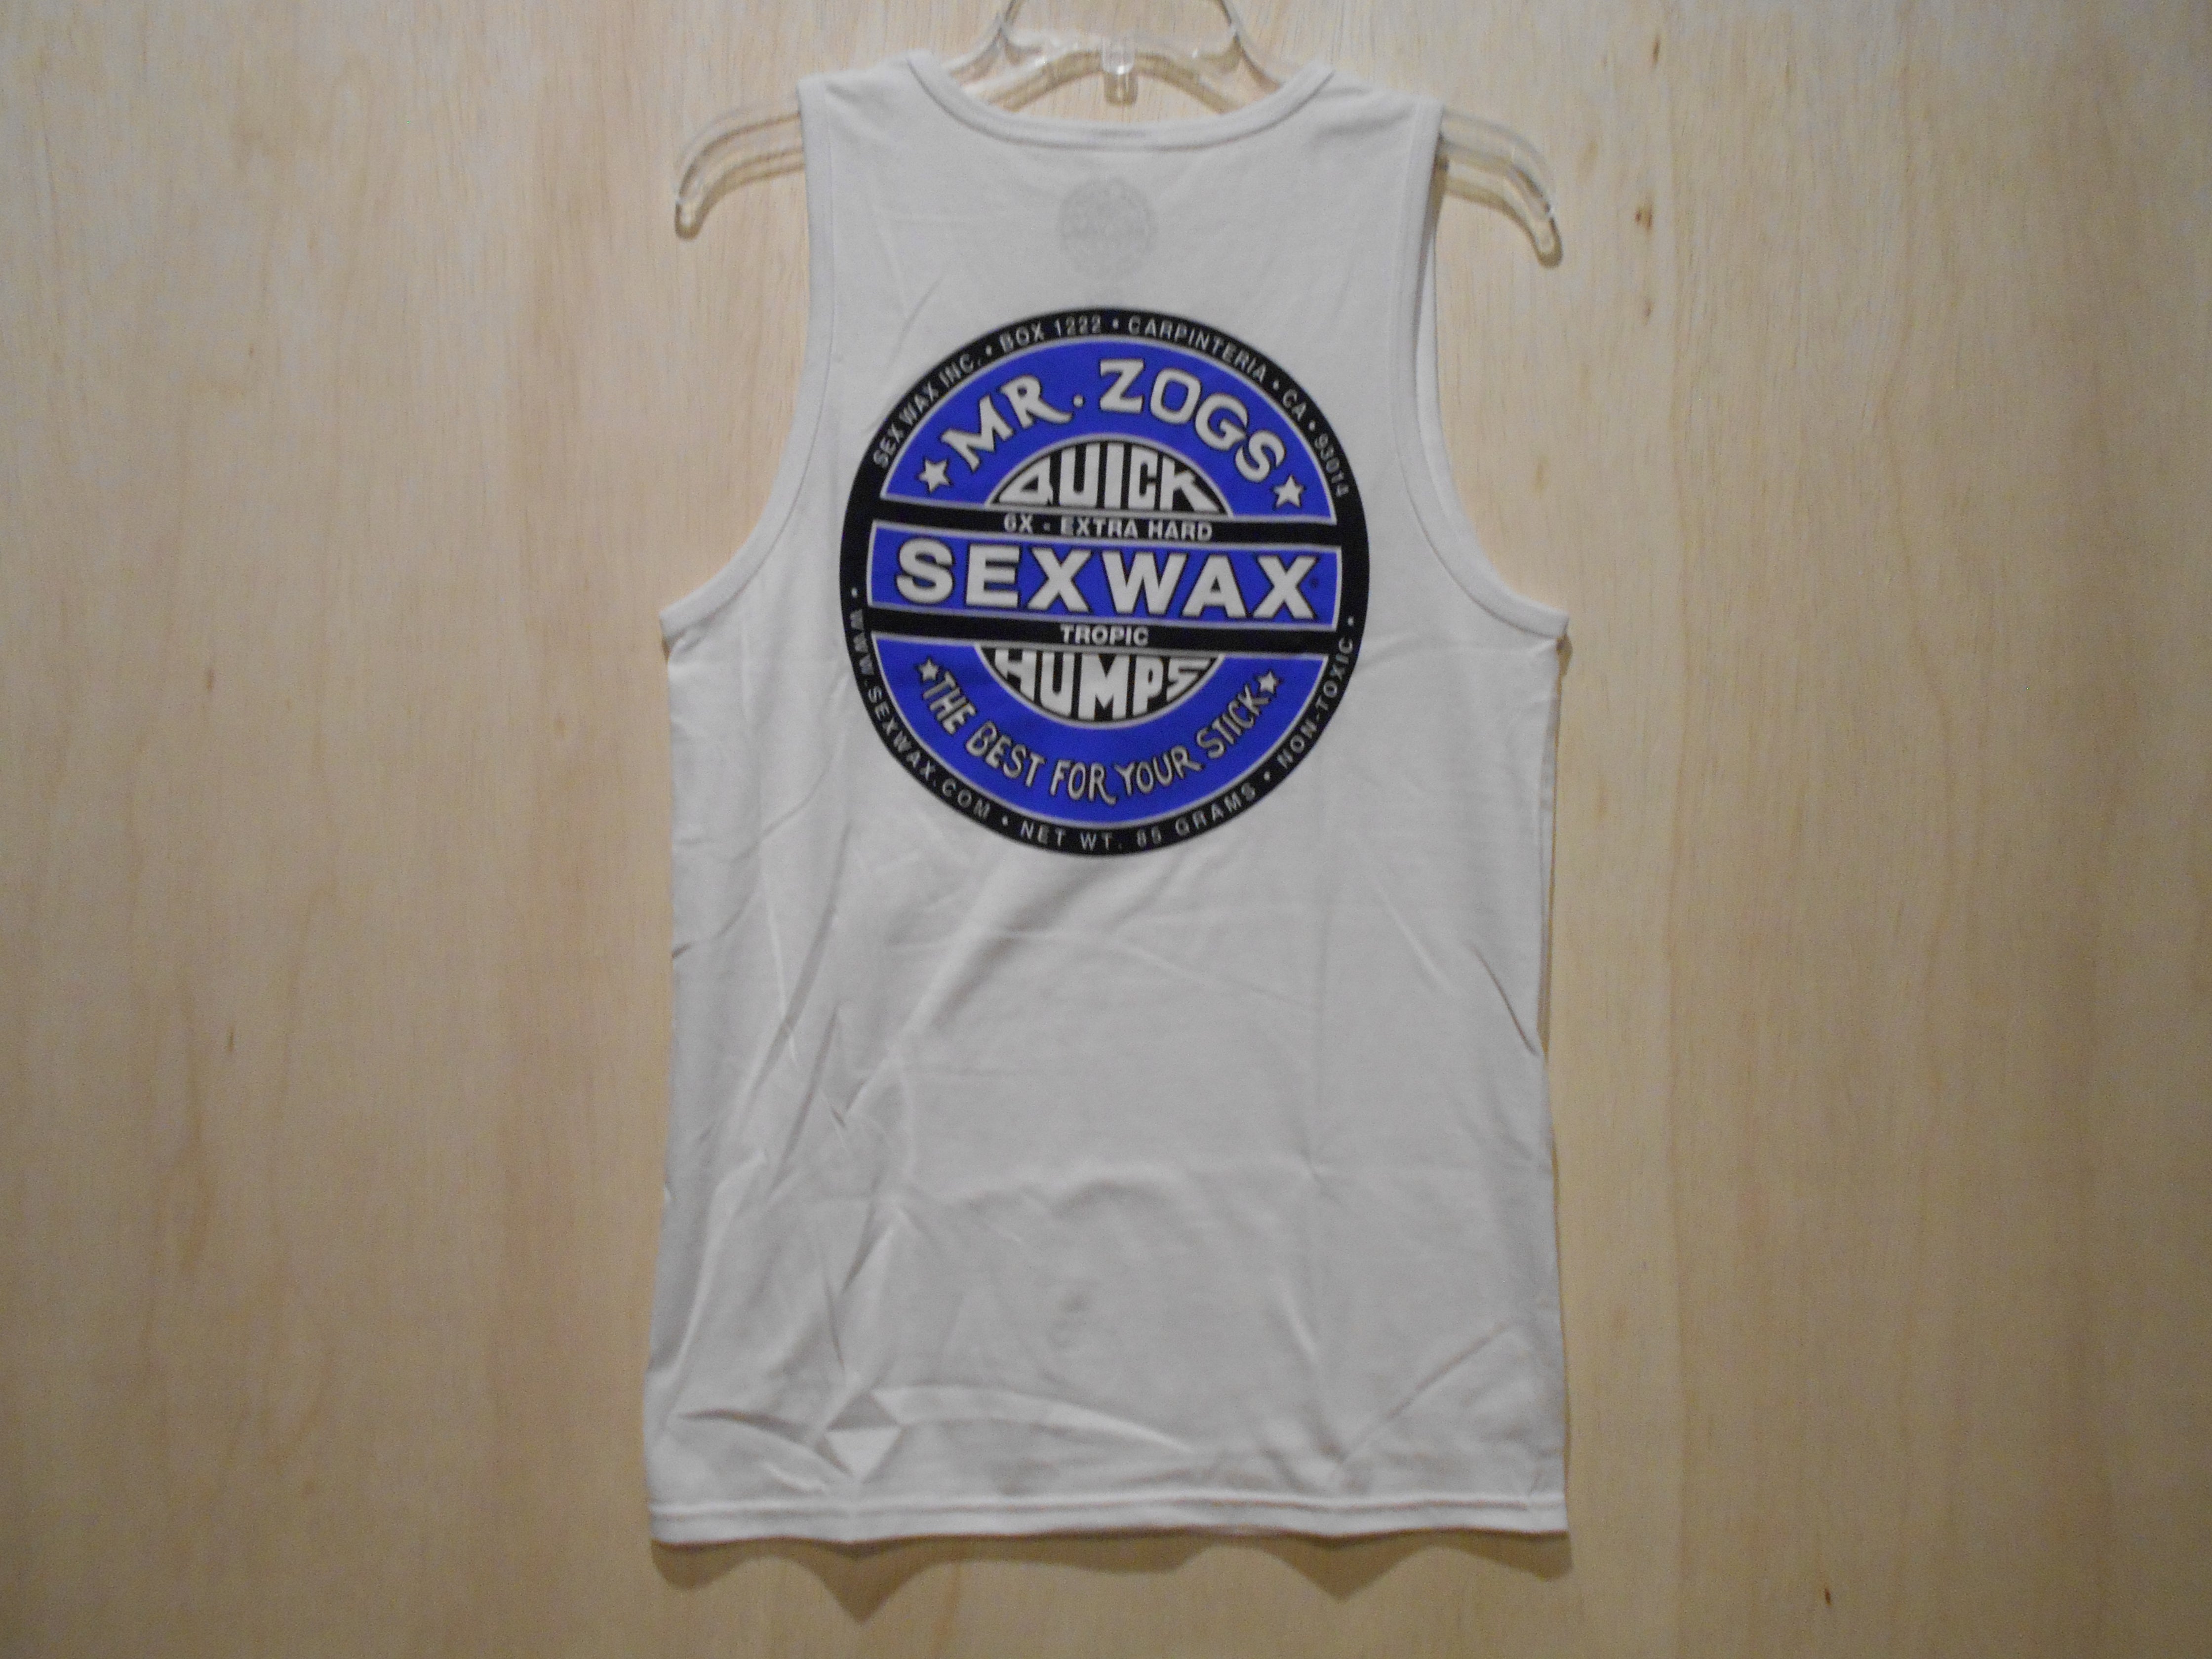 SEX WAX INC. • BOX 1222 • CARPINTERIA • CA • 93014
MR. ZOGS
QUICK
6X - EXTRA HARD
SEXWAX
TROPIC
HUMPS
THE BEST FOR YOUR STICK
• WWW.SEXWAX.COM • NET WT. 85 GRAMS • NON-TOXIC •